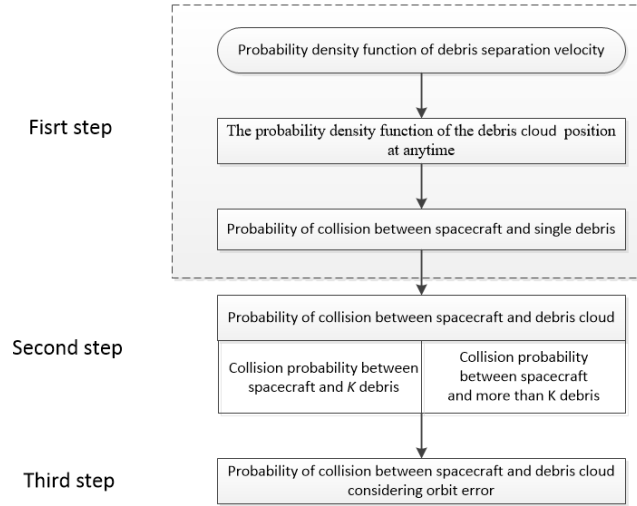 Probability density function of debris separation velocity
Fisrt step
The probability density function of the debris cloud position
at anytime
Probability of collision between spacecraft and single debris
Probability of collision between spacecraft and debris cloud
Second step
Collision probability between
spacecraft and K debris
Collision probability
between spacecraft
and more than K debris
Third step
Probability of collision between spacecraft and debris cloud
considering orbit error